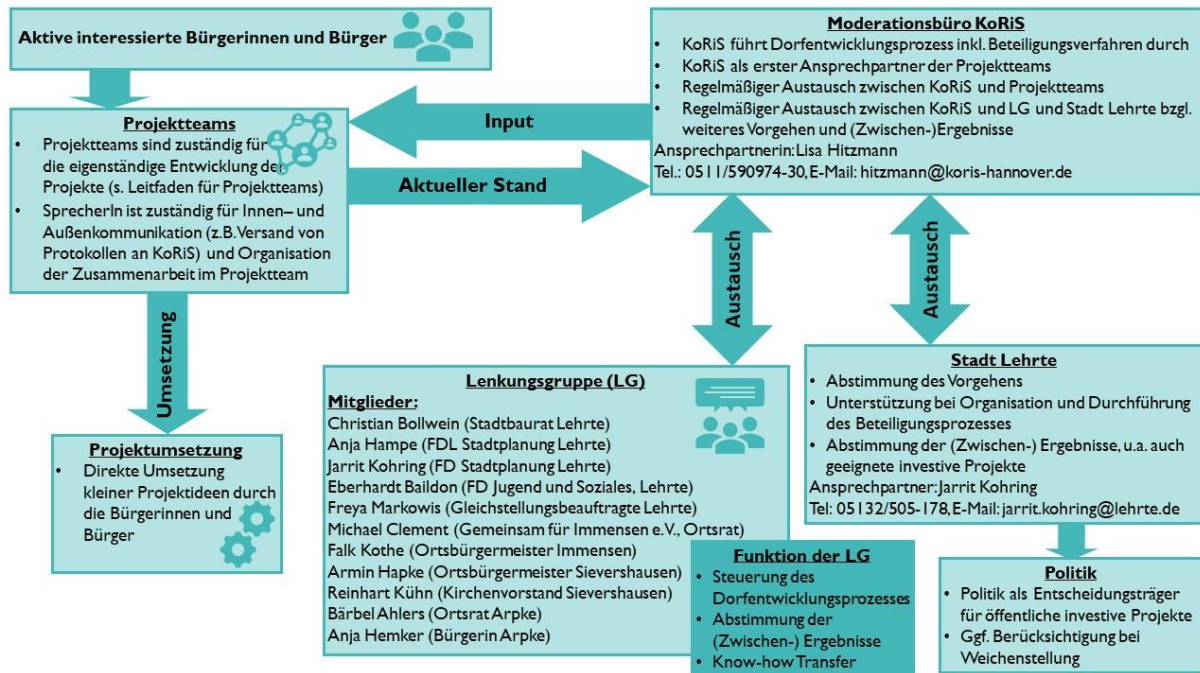 Aktive interessierte Bürgerinnen und Bürger
Projektteams
• Projektteams sind zuständig für
die eigenständige Entwicklung der
Projekte (s. Leitfaden für Projektteams)
• SprecherIn ist zuständig für Innen– und
Außenkommunikation (z.B. Versand von
Protokollen an KoRiS) und Organisation
der Zusammenarbeit im Projektteam
Input
Aktueller Stand
Moderationsbüro KoRiS
• KoRiS führt Dorfentwicklungsprozess inkl. Beteiligungsverfahren durch
• KoRiS als erster Ansprechpartner der Projektteams
• Regelmäßiger Austausch zwischen KoRiS und Projektteams
• Regelmäßiger Austausch zwischen KoRiS und LG und Stadt Lehrte bzgl.
weiteres Vorgehen und (Zwischen-) Ergebnisse
Ansprechpartnerin: Lisa Hitzmann
Tel.: 0511/590974-30, E-Mail: hitzmann@koris-hannover.de
Umsetzung
Austausch
Austausch
Projektumsetzung
• Direkte Umsetzung
kleiner Projektideen durch
die Bürgerinnen und
Bürger
Lenkungsgruppe (LG)
Mitglieder:
Christian Bollwein (Stadtbaurat Lehrte)
Anja Hampe (FDL Stadtplanung Lehrte)
Jarrit Kohring (FD Stadtplanung Lehrte)
Eberhardt Baildon (FD Jugend und Soziales, Lehrte)
Freya Markowis (Gleichstellungsbeauftragte Lehrte)
Michael Clement (Gemeinsam für Immensen e.V., Ortsrat)
Falk Kothe (Ortsbürgermeister Immensen)
Armin Hapke (Ortsbürgermeister Sievershausen)
Reinhart Kühn (Kirchenvorstand Sievershausen)
Bärbel Ahlers (Ortsrat Arpke)
Anja Hemker (Bürgerin Arpke)
Funktion der LG
• Steuerung des
Dorfentwicklungsprozesses
• Abstimmung der
(Zwischen-) Ergebnisse
• Know-how Transfer
Stadt Lehrte
• Abstimmung des Vorgehens
• Unterstützung bei Organisation und Durchführung
des Beteiligungsprozesses
• Abstimmung der (Zwischen-) Ergebnisse, u.a. auch
geeignete investive Projekte
Ansprechpartner: Jarrit Kohring
Tel: 05132/505-178, E-Mail: jarrit.kohring@lehrte.de
Politik
• Politik als Entscheidungsträger
für öffentliche investive Projekte
• Ggf. Berücksichtigung bei
Weichenstellung